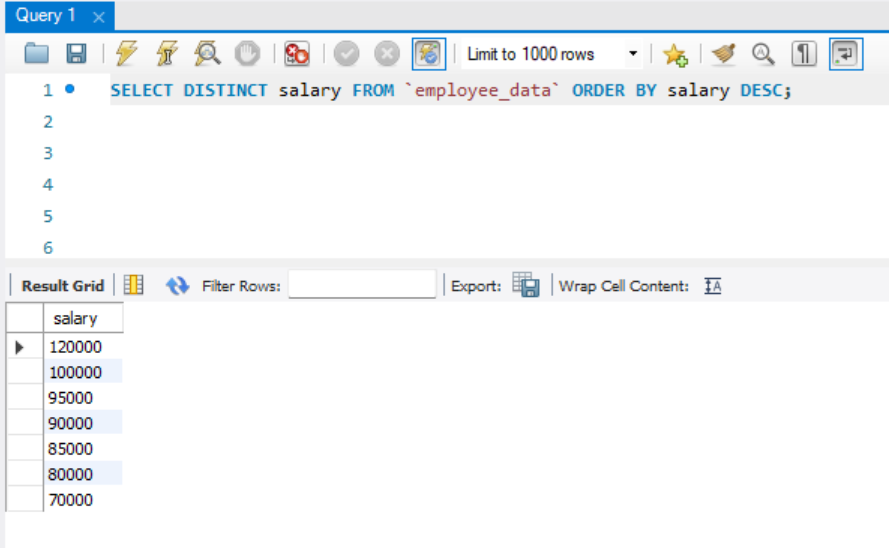 Query 1
Limit to 1000 rows
1 SELECT DISTINCT salary FROM `employee_data` ORDER BY salary DESC;
2
3
4
5
6
Result Grid Filter Rows: Export: Wrap Cell Content: IA
salary
120000
100000
95000
90000
85000
80000
70000